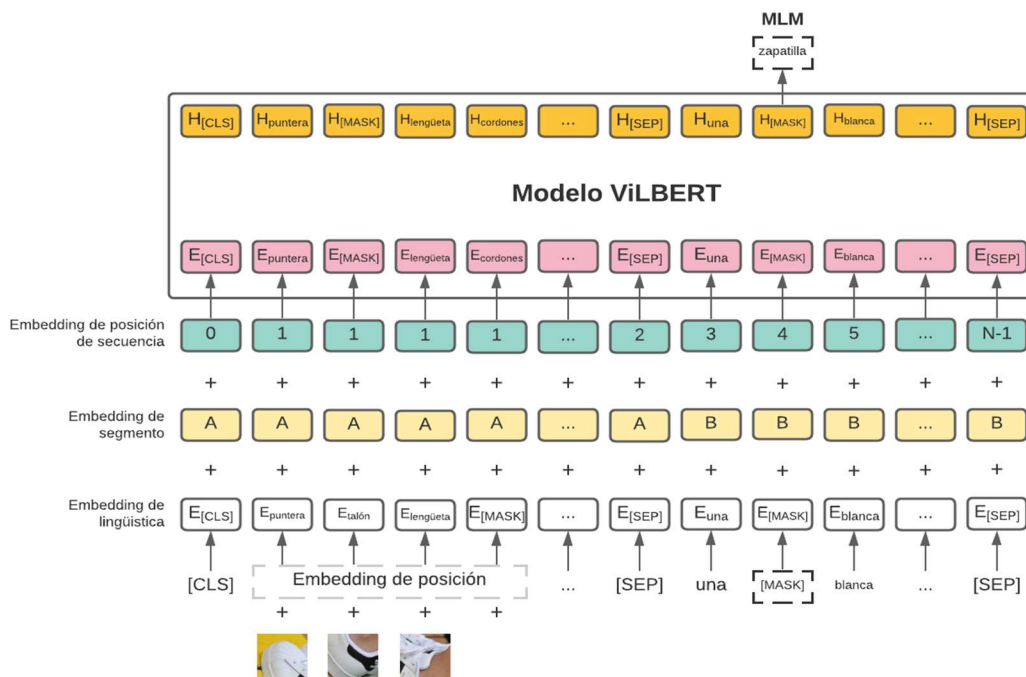 MLM
zapatilla
H[CLS] Hpuntera H[MASK] Hlengüeta Hcordones ... H[SEP] Huna H[MASK] Hblanca ... H[SEP]
Modelo ViLBERT
E[CLS] Epuntera E[MASK] Elengüeta Ecordones ... E[SEP] Euna E[MASK] Eblanca ... E[SEP]
Embedding de posición
de secuencia
0 1 1 1 1 ... 2 3 4 5 ... N-1
+ + + + + + + + + + + +
Embedding de
segmento
A A A A A ... A B B B ... B
+ + + + + + + + + + + +
Embedding de
lingüistica
E[CLS] Epuntera Etalón Elengüeta E[MASK] ... E[SEP] Euna E[MASK] Eblanca ... E[SEP]
[CLS] Embedding de posición ... [SEP] una [MASK] blanca ... [SEP]
+ + + +